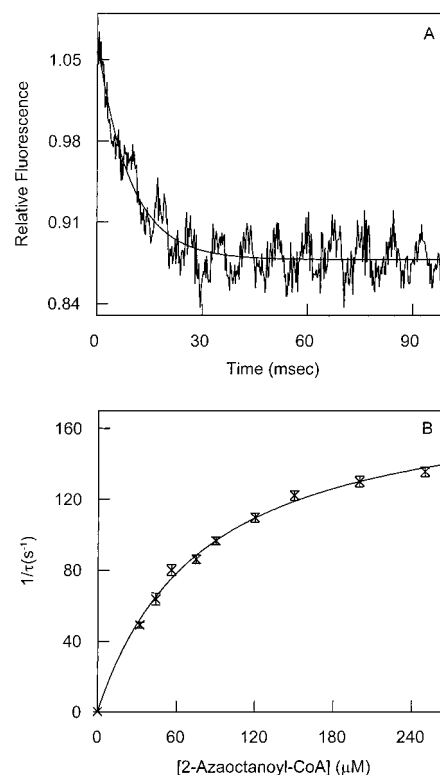 A
1.05
0.98
0.91
0.84
Relative Fluorescence
0 30 60 90
Time (msec)
B
160
120
80
40
0
1/τ(s⁻¹)
0 60 120 180 240
[2-Azaoctanoyl-CoA] (μM)